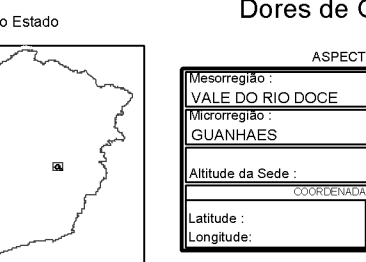 o Estado
Dores de G
ASPECT
Mesorregião :
VALE DO RIO DOCE
Microrregião :
GUANHAES
Altitude da Sede :
COORDENADA
Latitude :
Longitude: